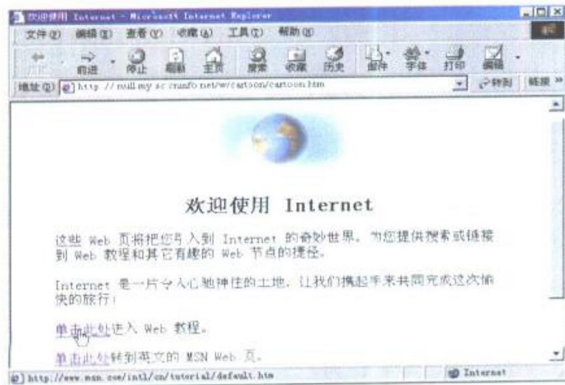 欢迎使用 Internet - Microsoft Internet Explorer
文件(F) 编辑(E) 查看(V) 收藏(A) 工具(T) 帮助(H)
前进 停止 刷新 主页 搜索 收藏 历史 邮件 字体 打印 编辑
地址(D) 转到 链接 »
欢迎使用 Internet
这些 Web 页将把您引入到 Internet 的奇妙世界。为您提供搜索或链接
到 Web 教程和其它有趣的 Web 节点的捷径。
Internet 是一片令人心驰神往的土地，让我们携起手来共同完成这次愉
快的旅行！
单击此处进入 Web 教程。
单击此处转到英文的 MSN Web 页。
http://www.msn.com/intl/cn/tutorial/default.htm Internet